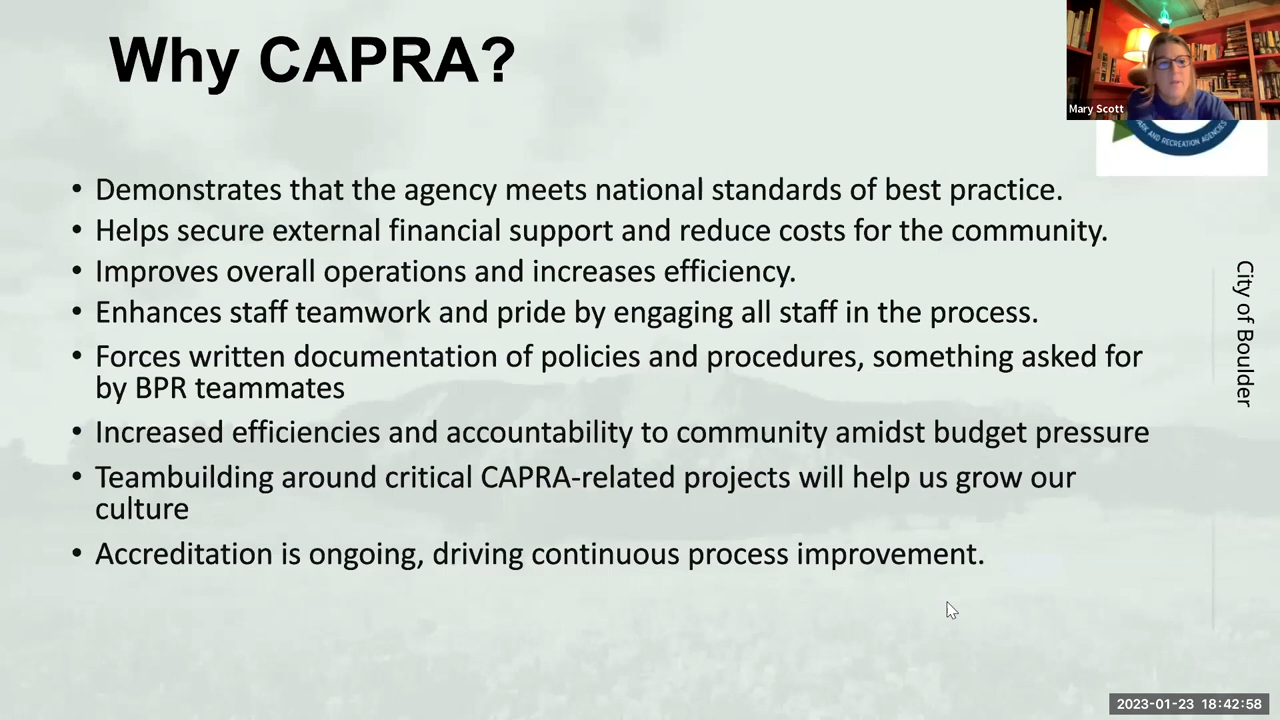 Why CAPRA?
Mary Scott
PARK AND RECREATION AGENCIES
• Demonstrates that the agency meets national standards of best practice.
• Helps secure external financial support and reduce costs for the community.
• Improves overall operations and increases efficiency.
• Enhances staff teamwork and pride by engaging all staff in the process.
• Forces written documentation of policies and procedures, something asked for
by BPR teammates
• Increased efficiencies and accountability to community amidst budget pressure
• Teambuilding around critical CAPRA-related projects will help us grow our
culture
• Accreditation is ongoing, driving continuous process improvement.
City of Boulder
2023-01-23 18:42:58